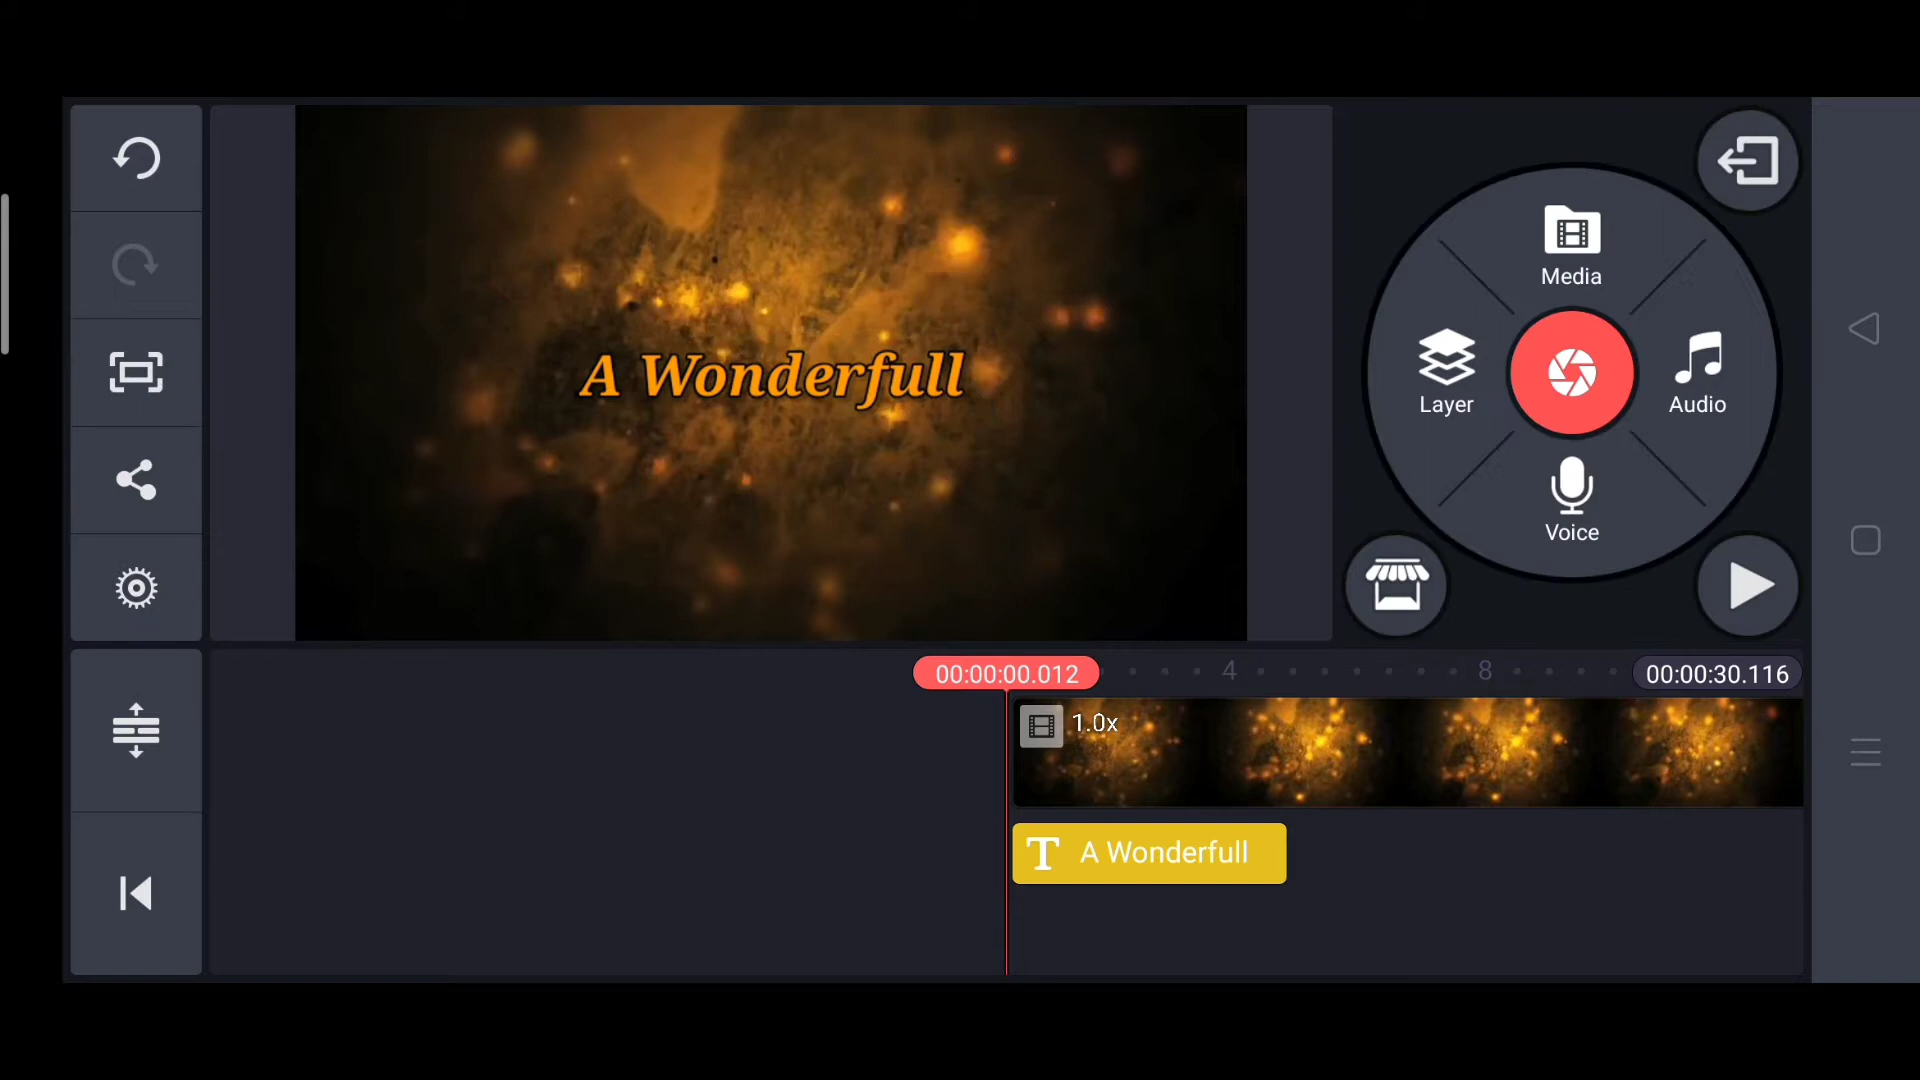 A Wonderfull
Media
Layer
Audio
Voice
00:00:00.012
4
8
00:00:30.116
1.0x
T A Wonderfull